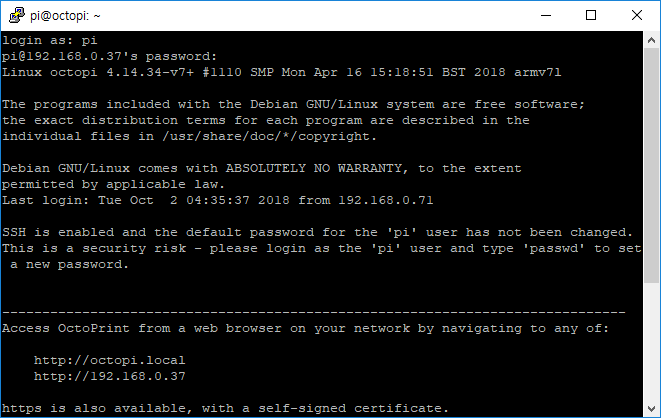 pi@octopi: ~
login as: pi
pi@192.168.0.37's password:
Linux octopi 4.14.34-v7+ #1110 SMP Mon Apr 16 15:18:51 BST 2018 armv7l
The programs included with the Debian GNU/Linux system are free software;
the exact distribution terms for each program are described in the
individual files in /usr/share/doc/*/copyright.
Debian GNU/Linux comes with ABSOLUTELY NO WARRANTY, to the extent
permitted by applicable law.
Last login: Tue Oct  2 04:35:37 2018 from 192.168.0.71
SSH is enabled and the default password for the 'pi' user has not been changed.
This is a security risk - please login as the 'pi' user and type 'passwd' to set
 a new password.
------------------------------------------------------------------------------
Access OctoPrint from a web browser on your network by navigating to any of:
    http://octopi.local
    http://192.168.0.37
https is also available, with a self-signed certificate.